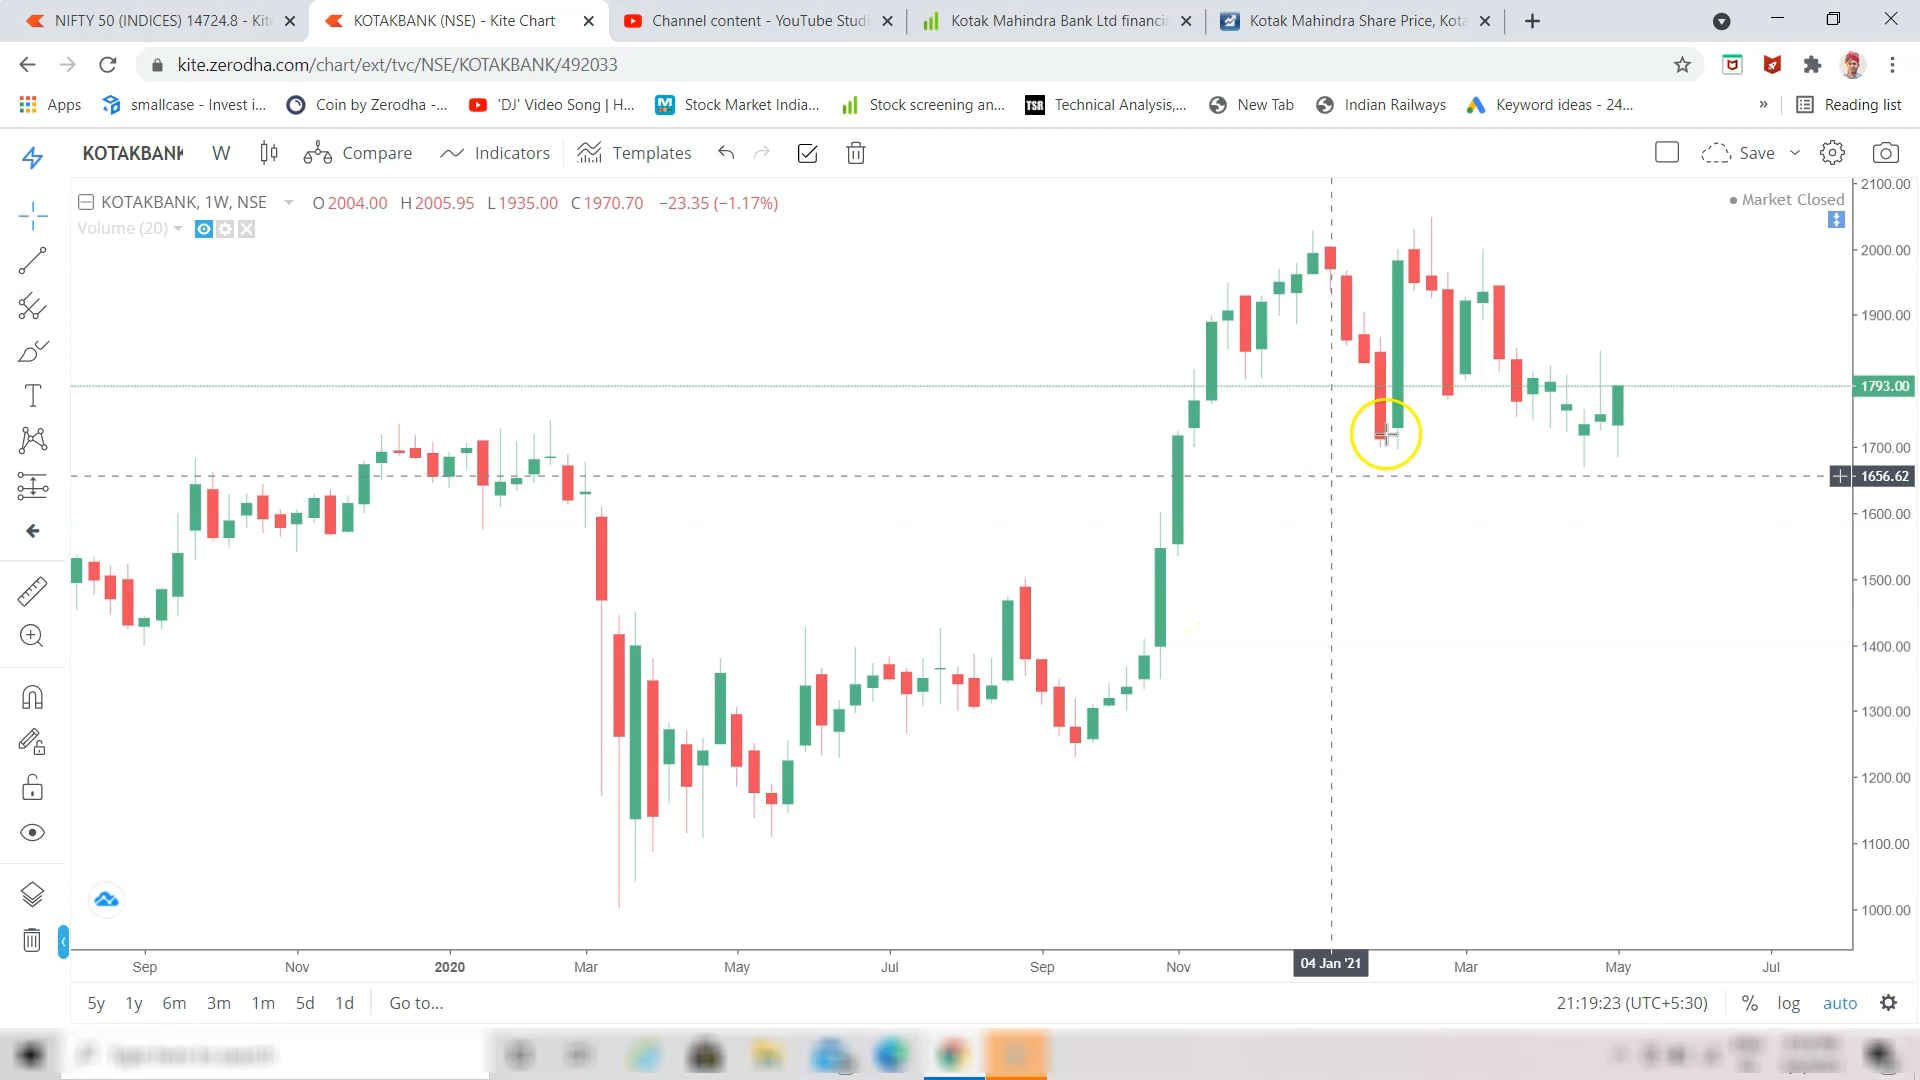 NIFTY 50 (INDICES) 14724.8 - Kite
KOTAKBANK (NSE) - Kite Chart
Channel content - YouTube Studi
Kotak Mahindra Bank Ltd financia
Kotak Mahindra Share Price, Kota
kite.zerodha.com/chart/ext/tvc/NSE/KOTAKBANK/492033
Apps
smallcase - Invest i...
Coin by Zerodha -...
'DJ' Video Song | H...
Stock Market India...
Stock screening an...
TSR
Technical Analysis,...
New Tab
Indian Railways
Keyword ideas - 24...
»
Reading list
KOTAKBANK
W
Compare
Indicators
Templates
Save
KOTAKBANK, 1W, NSE O2004.00 H2005.95 L1935.00 C1970.70 −23.35 (−1.17%)
Market Closed
Volume (20)
2100.00
2000.00
1900.00
1793.00
1700.00
1656.62
1600.00
1500.00
1400.00
1300.00
1200.00
1100.00
1000.00
Sep Nov 2020 Mar May Jul Sep Nov 04 Jan '21 Mar May Jul
5y 1y 6m 3m 1m 5d 1d Go to...
21:19:23 (UTC+5:30) % log auto